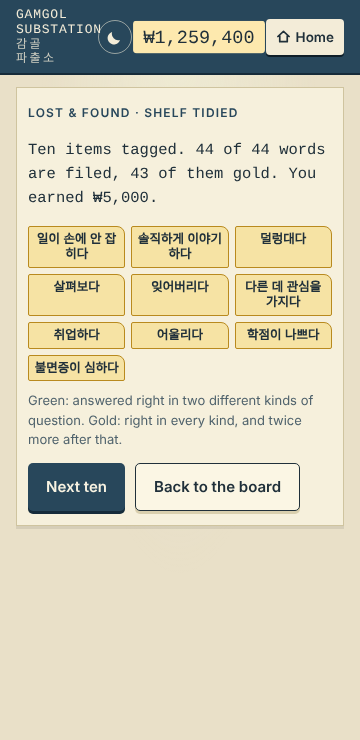 GAMGOL
SUBSTATION
감골
파출소
₩1,259,400
Home
LOST & FOUND · SHELF TIDIED
Ten items tagged. 44 of 44 words
are filed, 43 of them gold. You
earned ₩5,000.
일이 손에 안 잡
히다
솔직하게 이야기
하다
덜렁대다
살펴보다
잊어버리다
다른 데 관심을
가지다
취업하다
어울리다
학점이 나쁘다
불면증이 심하다
Green: answered right in two different kinds of
question. Gold: right in every kind, and twice
more after that.
Next ten
Back to the board